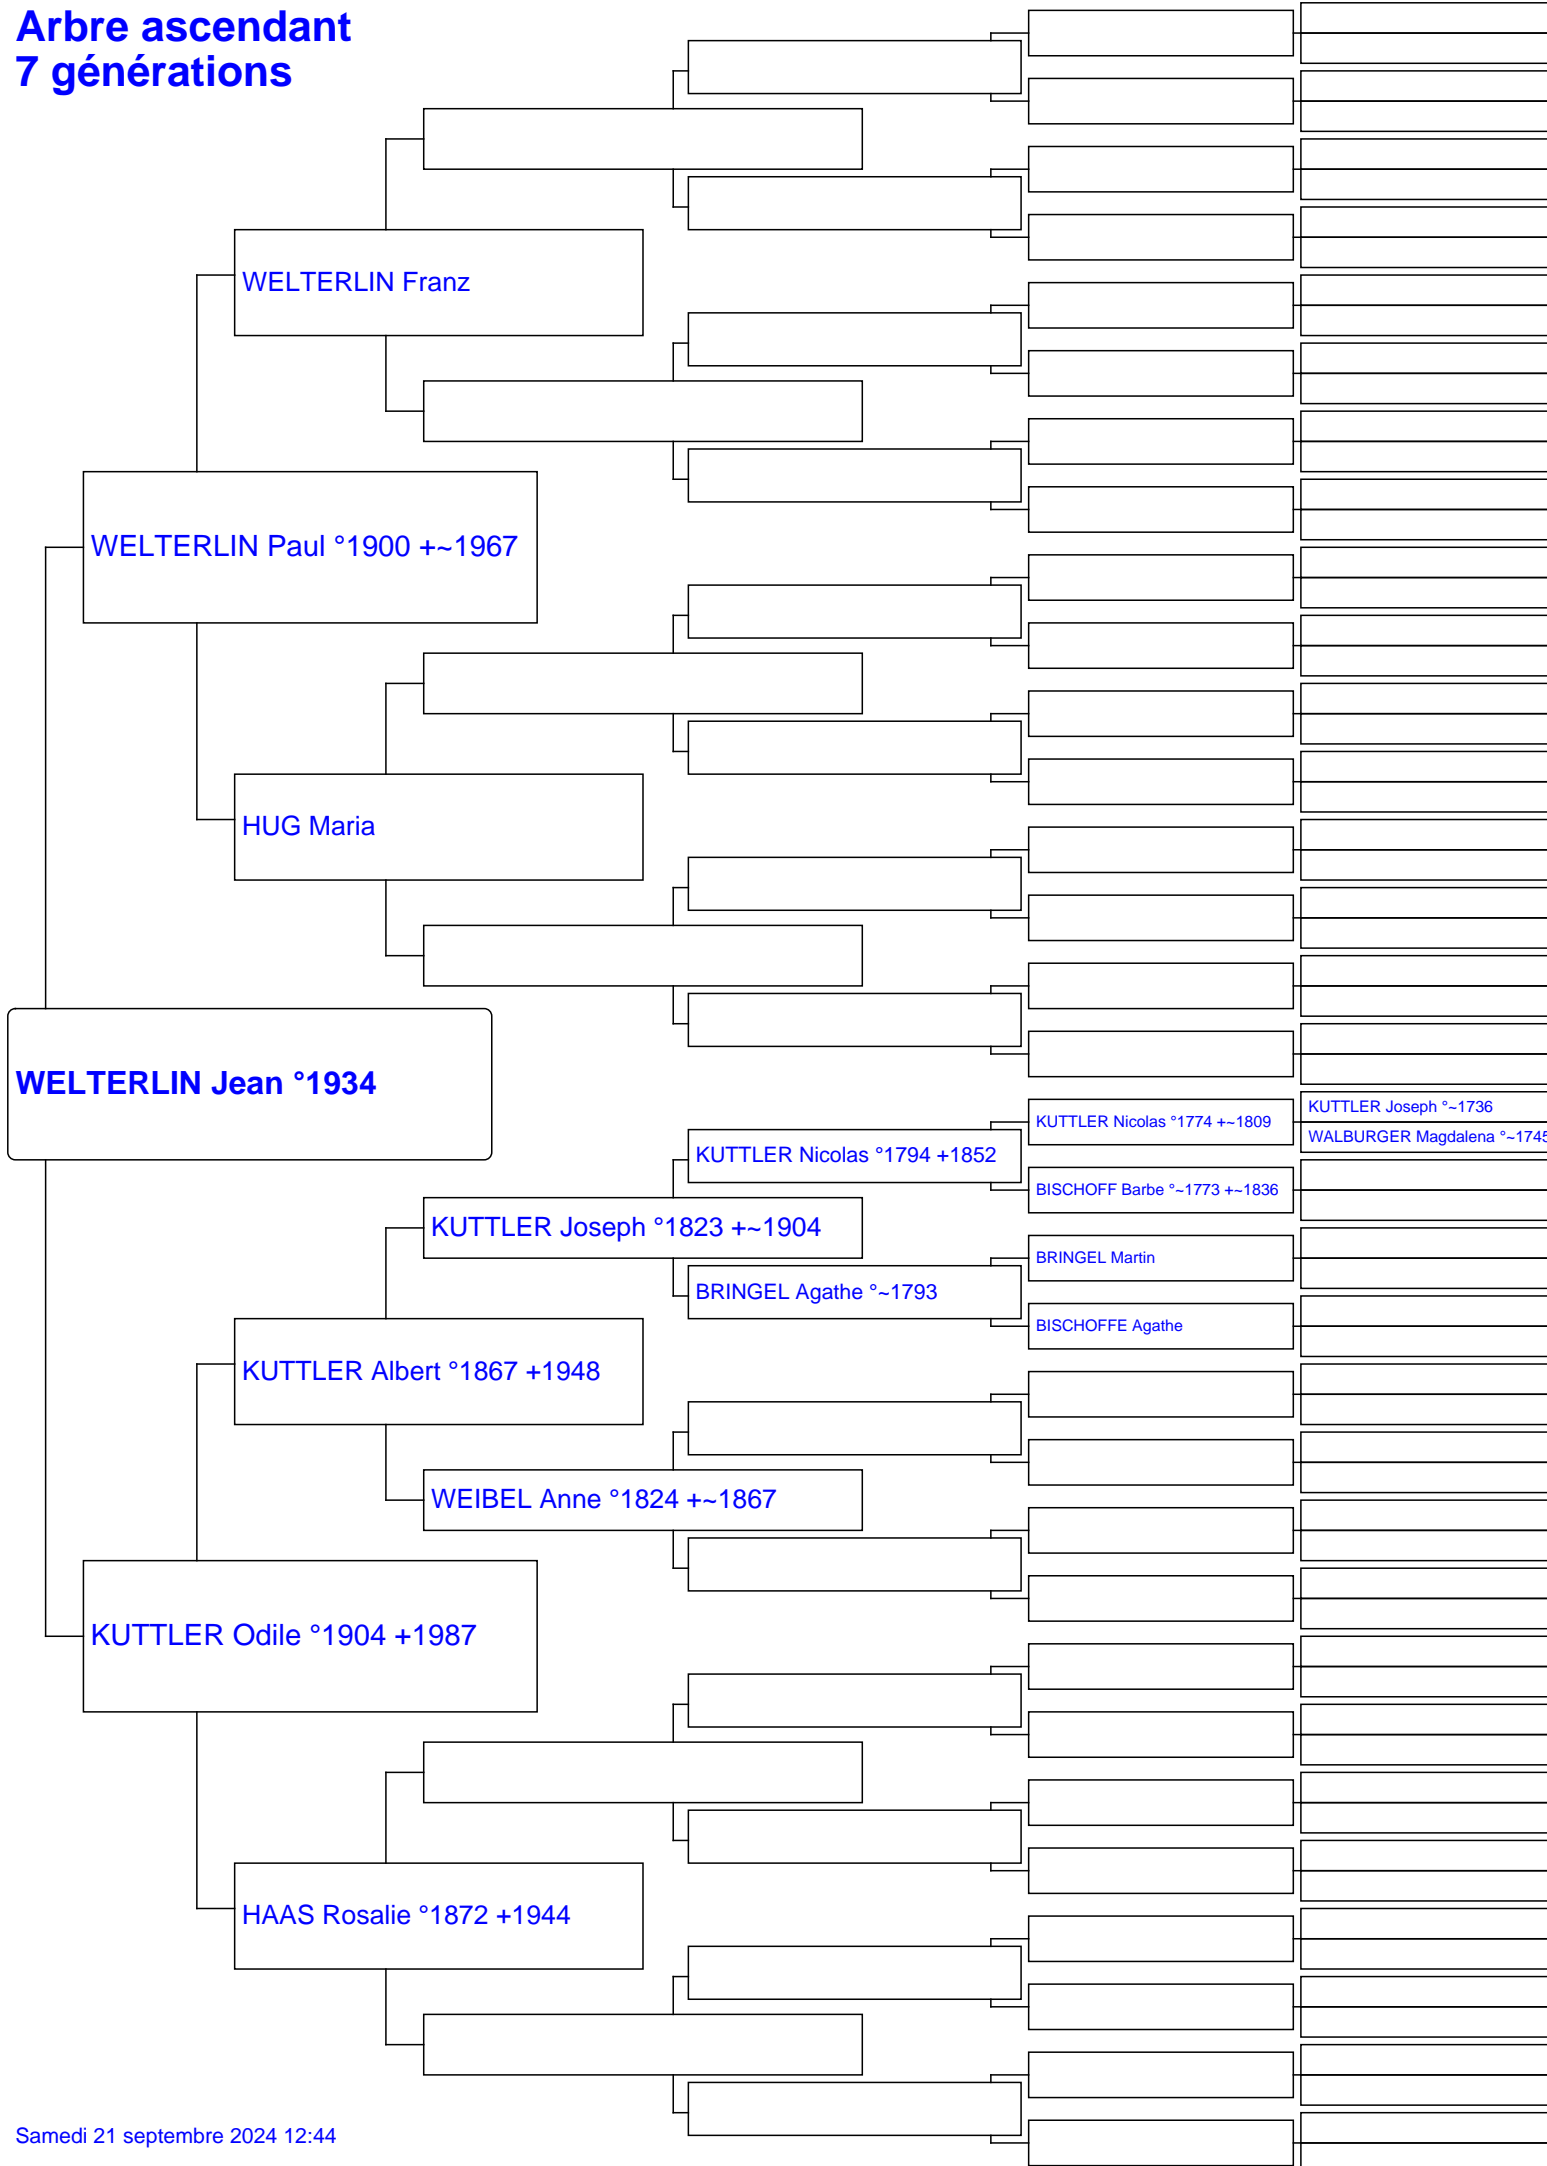 Arbre ascendant
7 générations
WELTERLIN Franz
WELTERLIN Paul °1900 +~1967
HUG Maria
WELTERLIN Jean °1934
KUTTLER Nicolas °1774 +~1809
KUTTLER Joseph °~1736
WALBURGER Magdalena °~1745
KUTTLER Nicolas °1794 +1852
BISCHOFF Barbe °~1773 +~1836
KUTTLER Joseph °1823 +~1904
BRINGEL Martin
BRINGEL Agathe °~1793
BISCHOFFE Agathe
KUTTLER Albert °1867 +1948
WEIBEL Anne °1824 +~1867
KUTTLER Odile °1904 +1987
HAAS Rosalie °1872 +1944
Samedi 21 septembre 2024 12:44